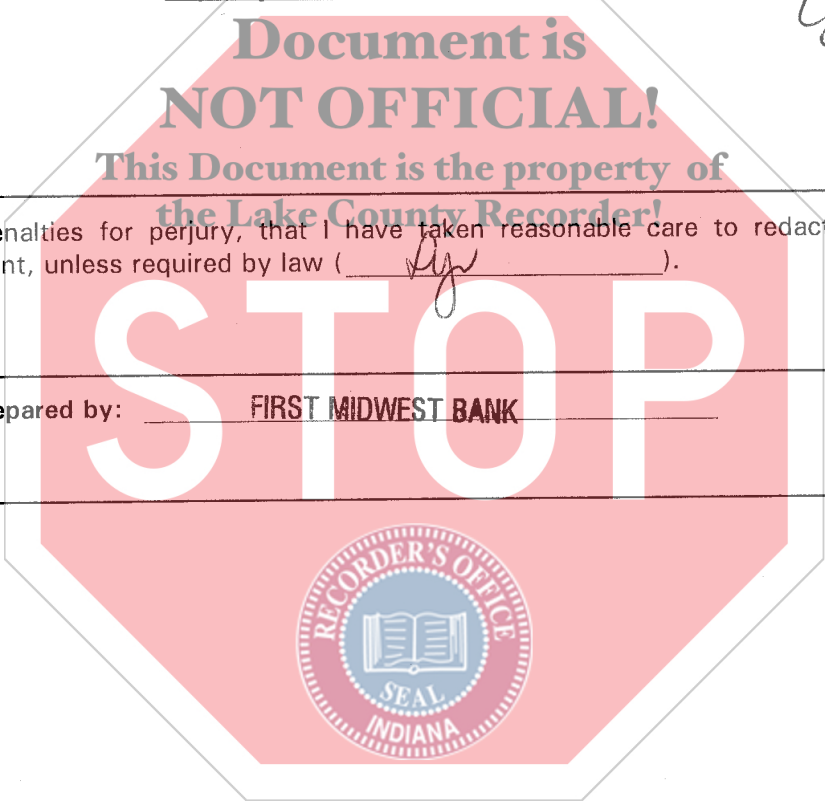 Document is
NOT OFFICIAL!
This Document is the property of
the Lake County Recorder!
enalties for perjury, that I have taken reasonable care to redact
nt, unless required by law ( ).
STOP
epared by: FIRST MIDWEST BANK
RECORDER'S OFFICE
SEAL
INDIANA